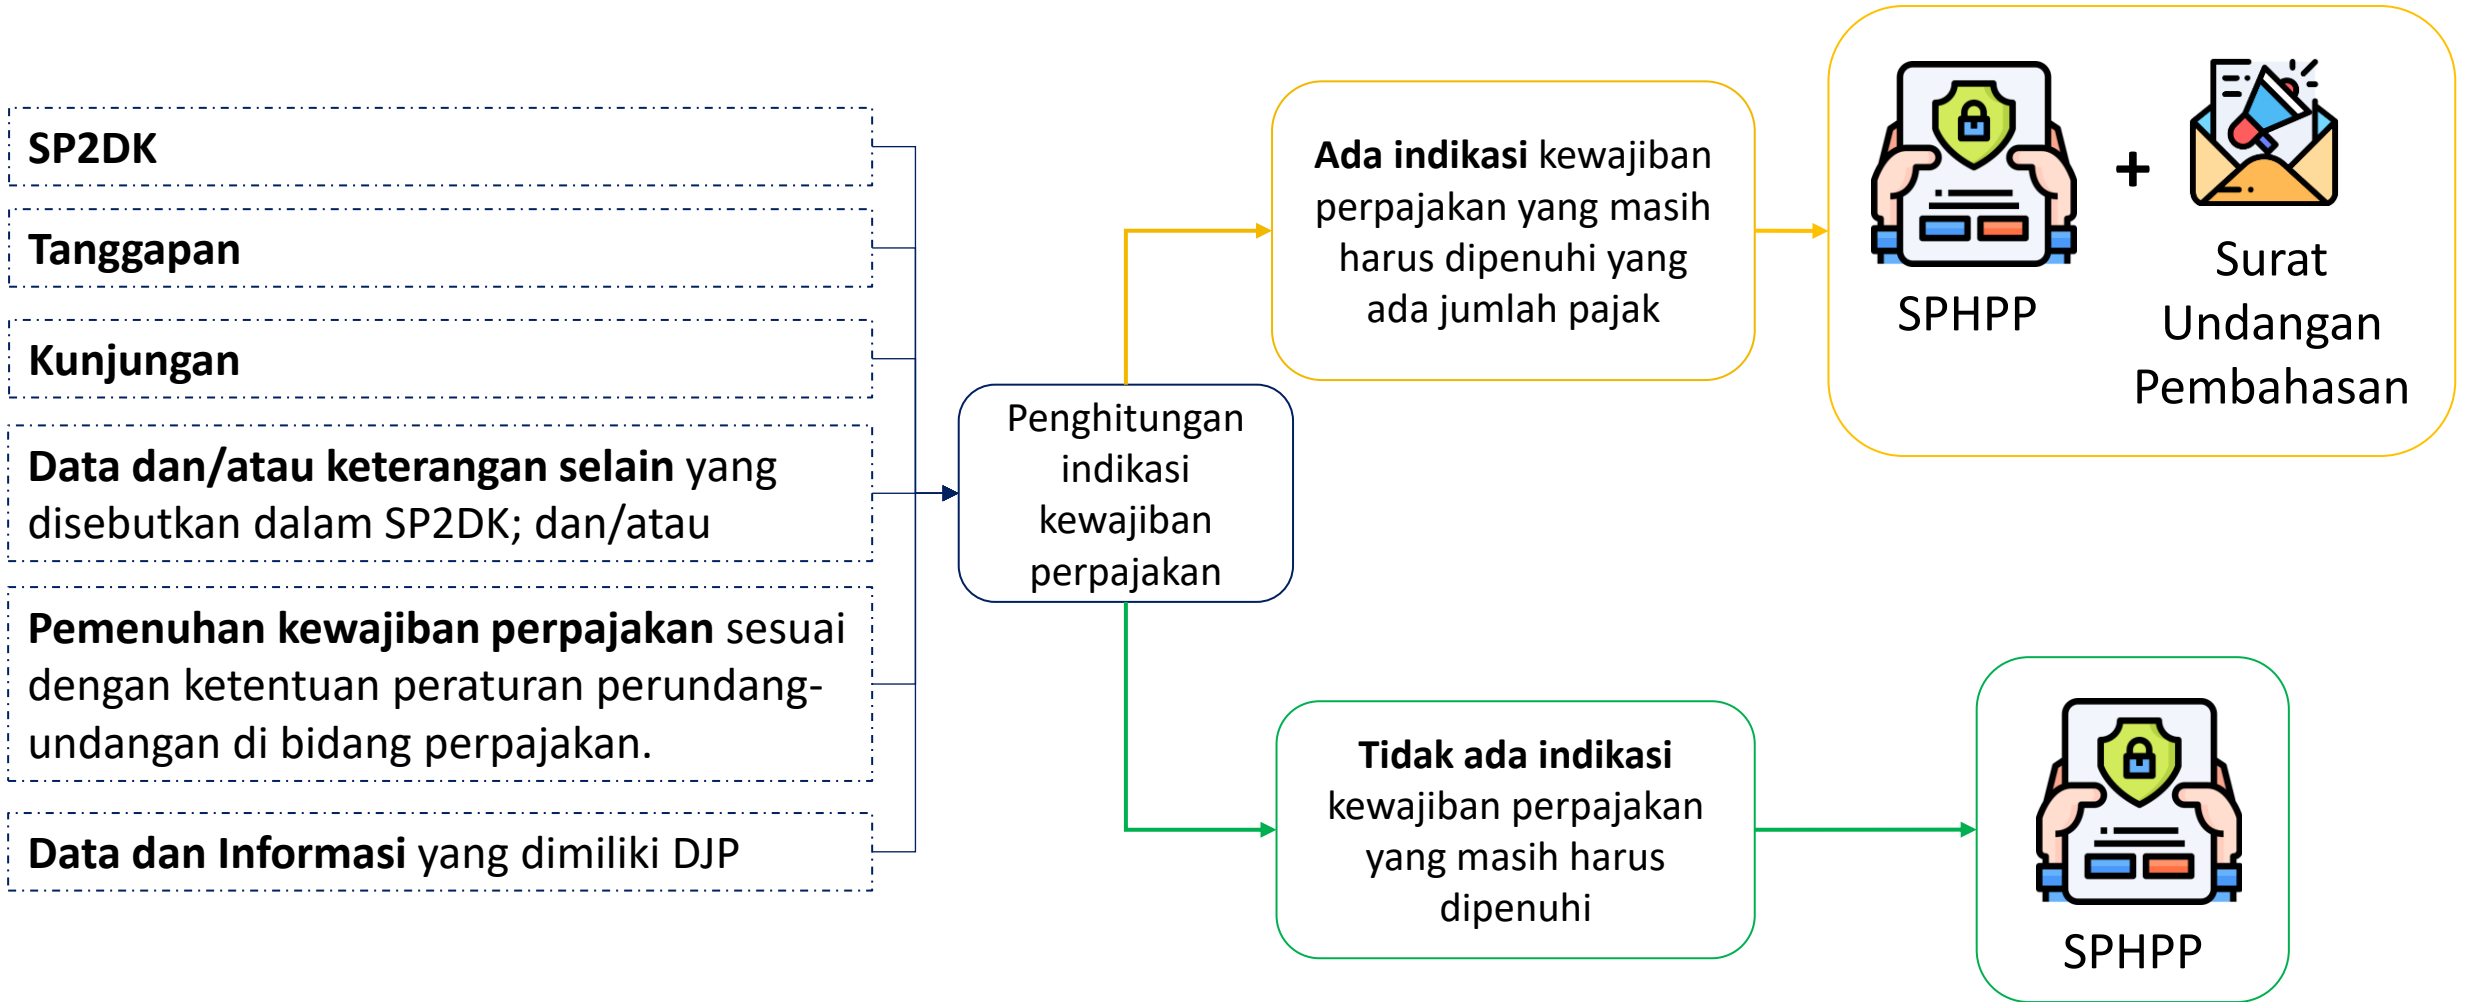 SP2DK
Tanggapan
Kunjungan
Data dan/atau keterangan selain yang
disebutkan dalam SP2DK; dan/atau
Pemenuhan kewajiban perpajakan sesuai
dengan ketentuan peraturan perundang-
undangan di bidang perpajakan.
Data dan Informasi yang dimiliki DJP
Penghitungan
indikasi
kewajiban
perpajakan
Ada indikasi kewajiban
perpajakan yang masih
harus dipenuhi yang
ada jumlah pajak
SPHPP
+
Surat
Undangan
Pembahasan
Tidak ada indikasi
kewajiban perpajakan
yang masih harus
dipenuhi
SPHPP